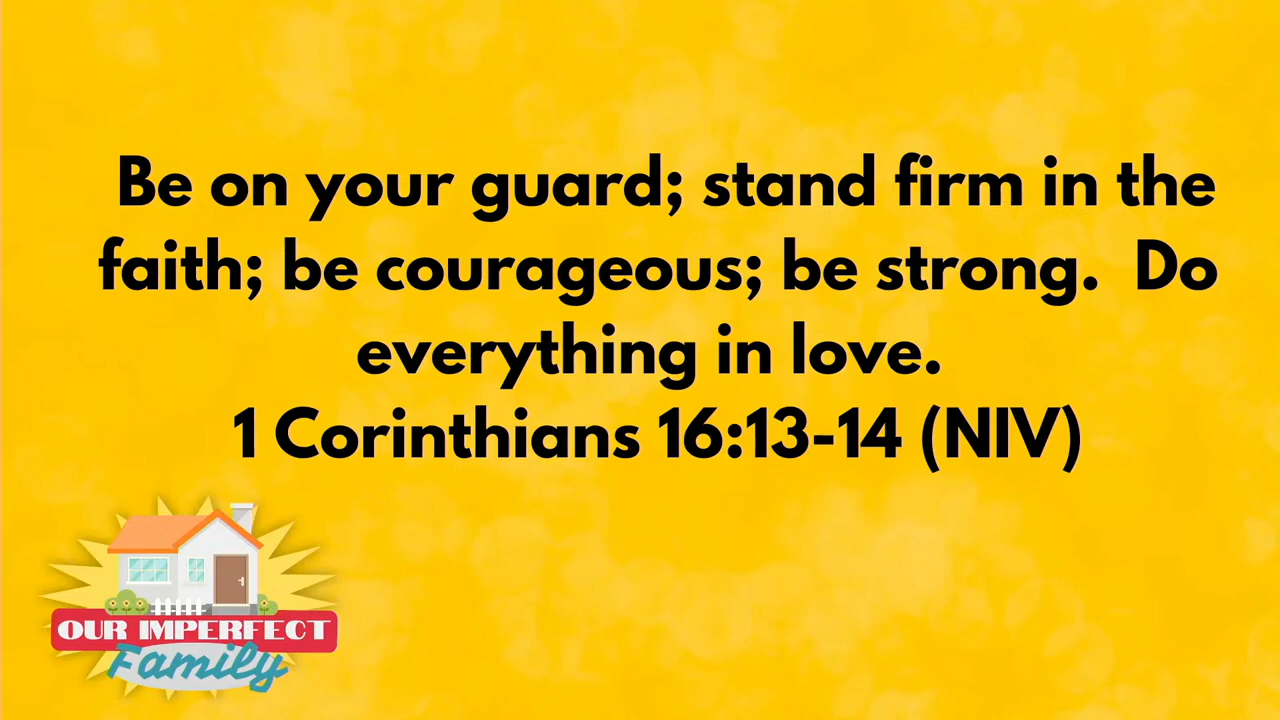 Be on your guard; stand firm in the
faith; be courageous; be strong.  Do
everything in love.
1 Corinthians 16:13-14 (NIV)
OUR IMPERFECT
Family